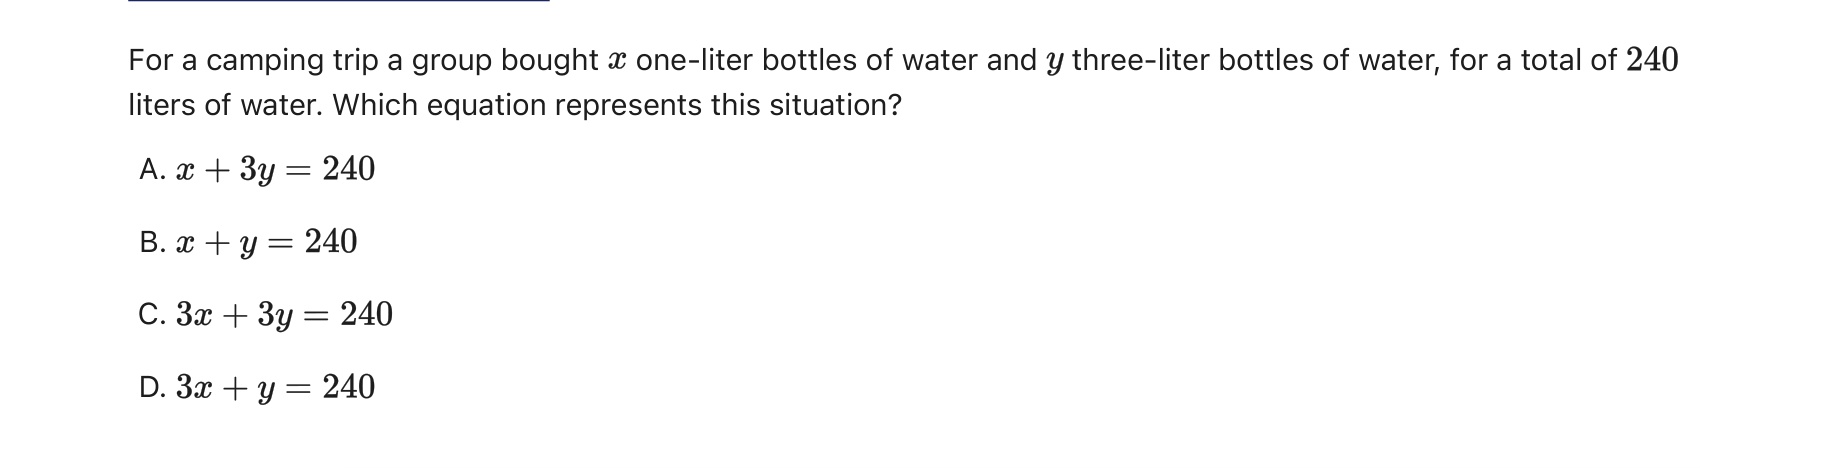 For a camping trip a group bought x one-liter bottles of water and y three-liter bottles of water, for a total of 240
liters of water. Which equation represents this situation?
A. x + 3y = 240
B. x + y = 240
C. 3x + 3y = 240
D. 3x + y = 240